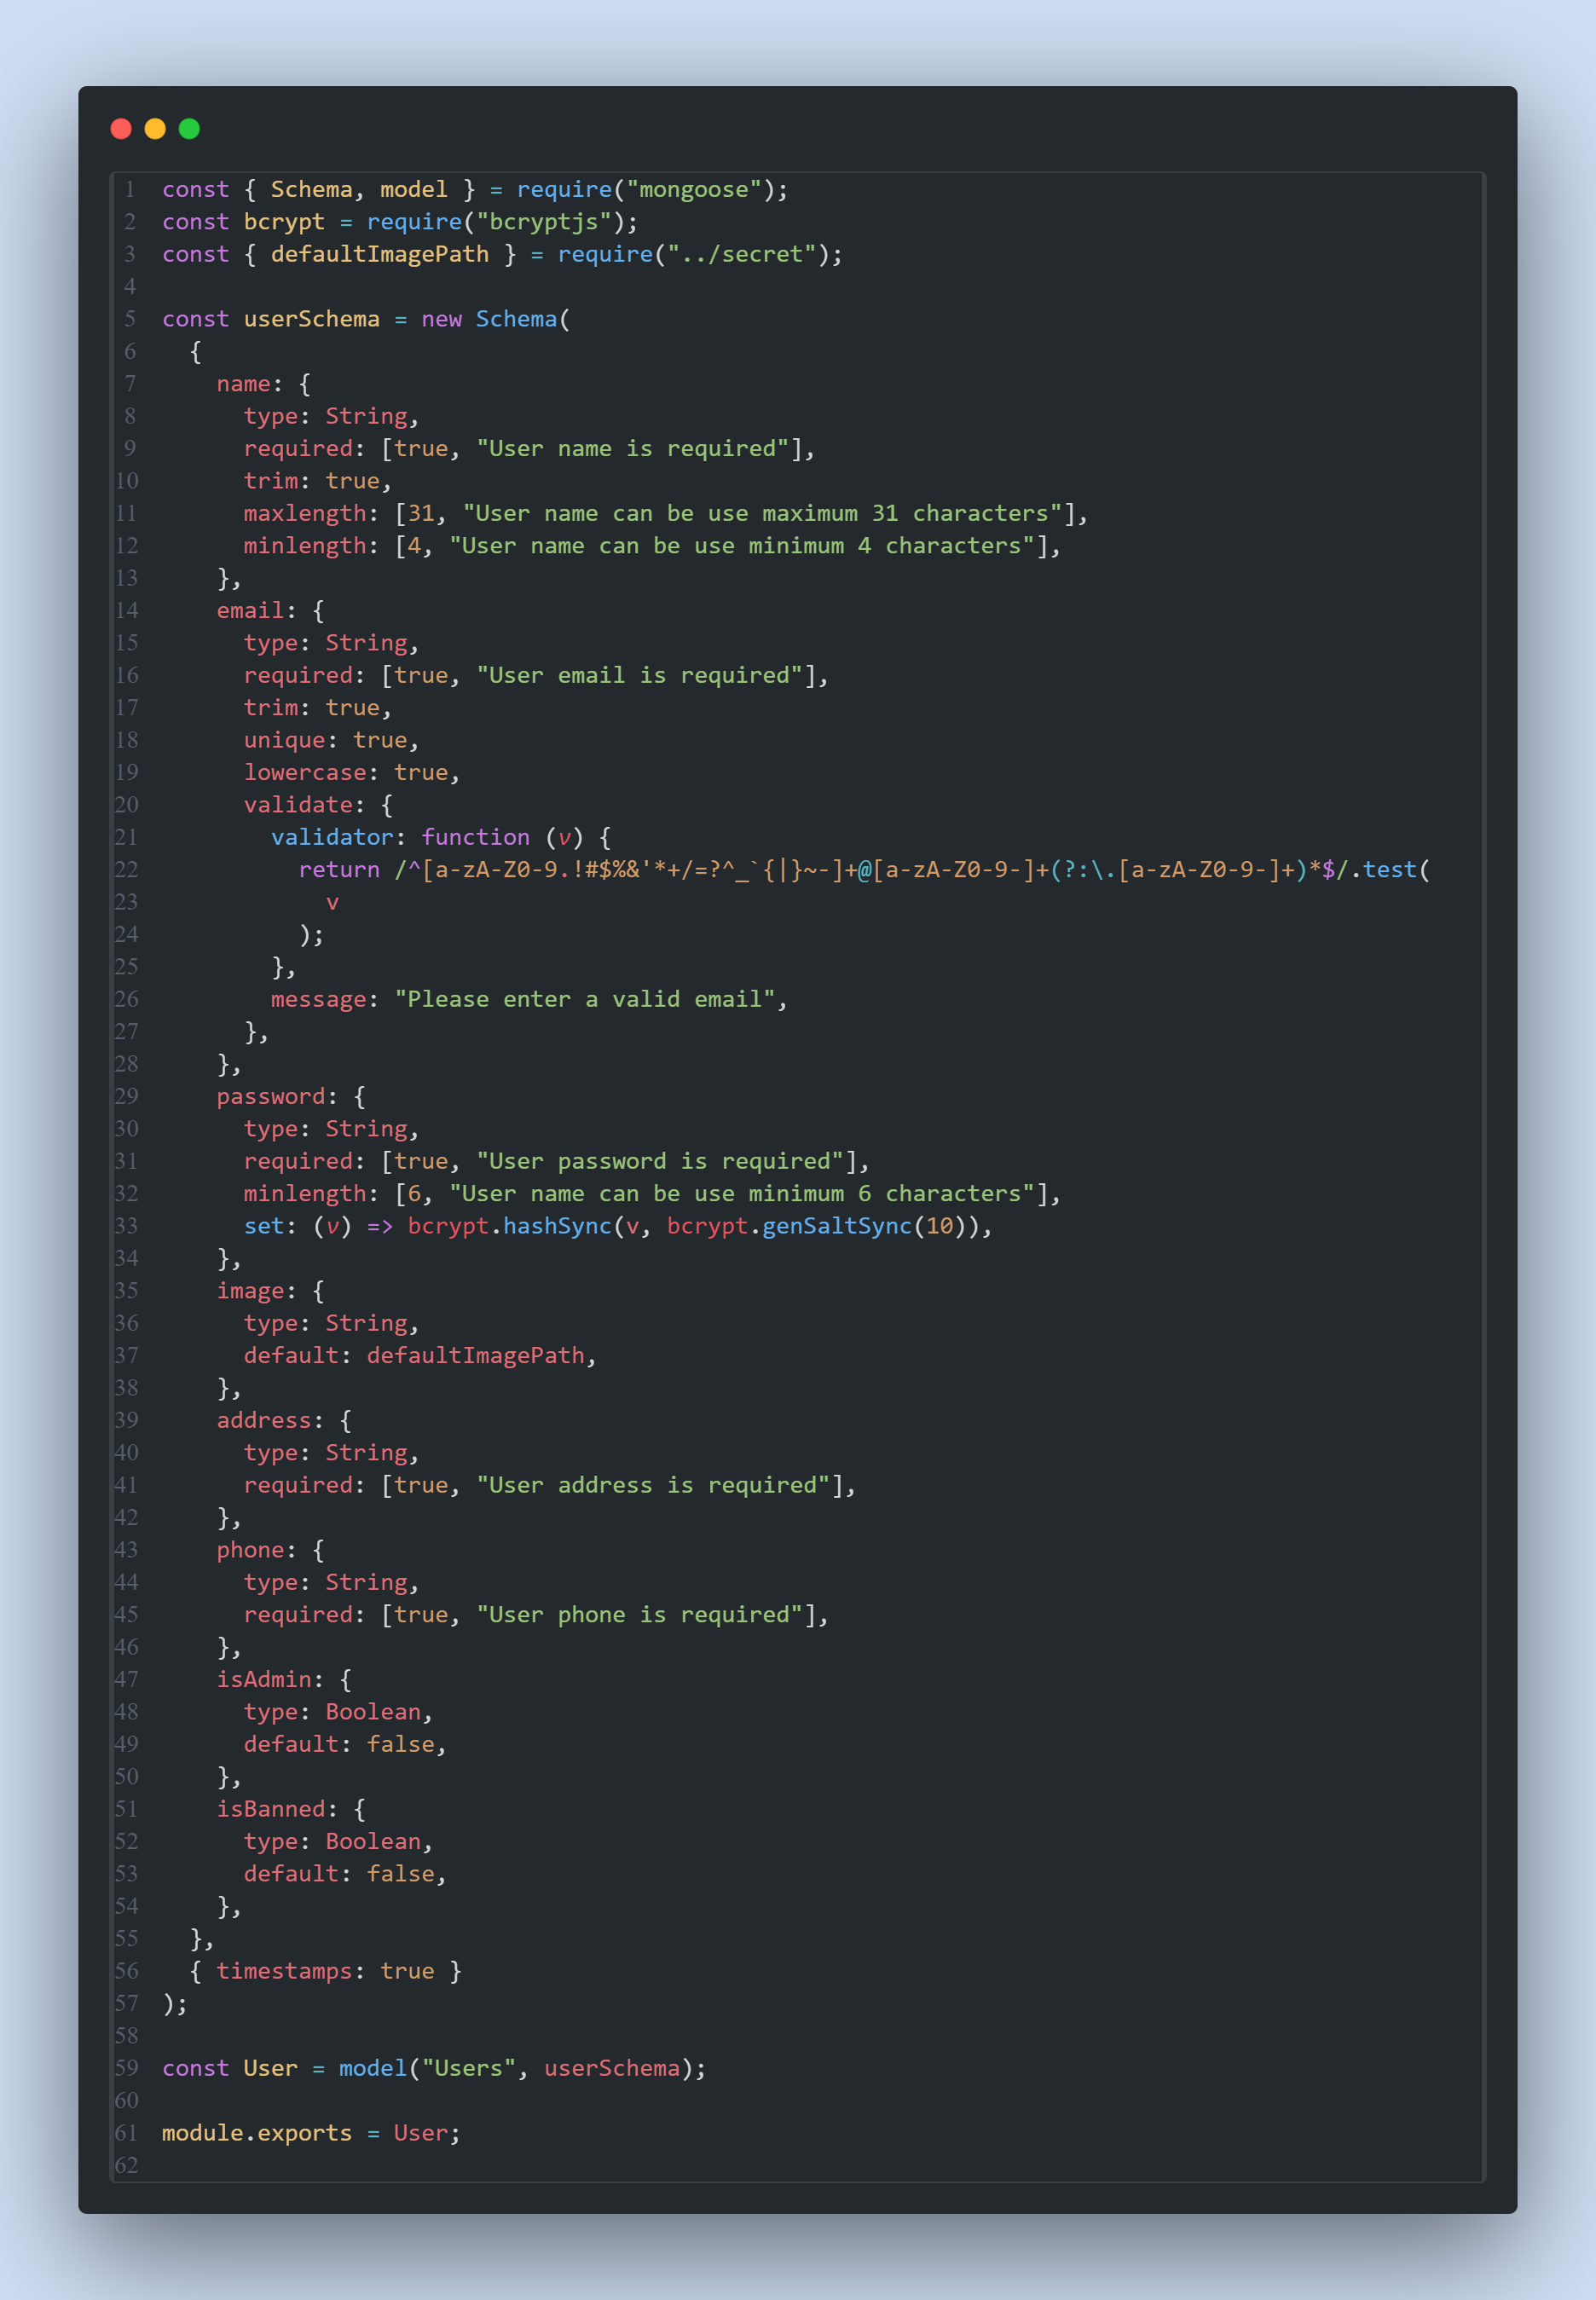 1 const { Schema, model } = require("mongoose");
2 const bcrypt = require("bcryptjs");
3 const { defaultImagePath } = require("../secret");
4
5 const userSchema = new Schema(
6   {
7     name: {
8       type: String,
9       required: [true, "User name is required"],
10       trim: true,
11       maxlength: [31, "User name can be use maximum 31 characters"],
12       minlength: [4, "User name can be use minimum 4 characters"],
13     },
14     email: {
15       type: String,
16       required: [true, "User email is required"],
17       trim: true,
18       unique: true,
19       lowercase: true,
20       validate: {
21         validator: function (v) {
22           return /^[a-zA-Z0-9.!#$%&'*+/=?^_`{|}~-]+@[a-zA-Z0-9-]+(?:\.[a-zA-Z0-9-]+)*$/.test(
23             v
24           );
25         },
26         message: "Please enter a valid email",
27       },
28     },
29     password: {
30       type: String,
31       required: [true, "User password is required"],
32       minlength: [6, "User name can be use minimum 6 characters"],
33       set: (v) => bcrypt.hashSync(v, bcrypt.genSaltSync(10)),
34     },
35     image: {
36       type: String,
37       default: defaultImagePath,
38     },
39     address: {
40       type: String,
41       required: [true, "User address is required"],
42     },
43     phone: {
44       type: String,
45       required: [true, "User phone is required"],
46     },
47     isAdmin: {
48       type: Boolean,
49       default: false,
50     },
51     isBanned: {
52       type: Boolean,
53       default: false,
54     },
55   },
56   { timestamps: true }
57 );
58
59 const User = model("Users", userSchema);
60
61 module.exports = User;
62